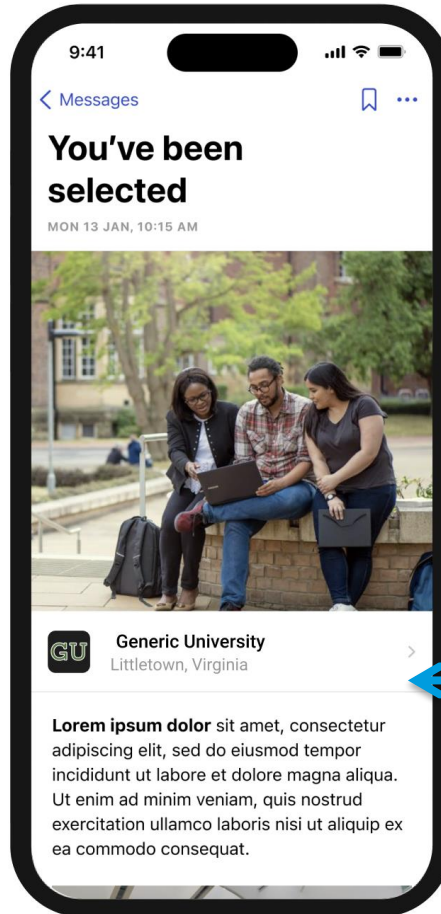 9:41
Messages
You've been
selected
MON 13 JAN, 10:15 AM
GU Generic University
Littletown, Virginia
Lorem ipsum dolor sit amet, consectetur
adipiscing elit, sed do eiusmod tempor
incididunt ut labore et dolore magna aliqua.
Ut enim ad minim veniam, quis nostrud
exercitation ullamco laboris nisi ut aliquip ex
ea commodo consequat.